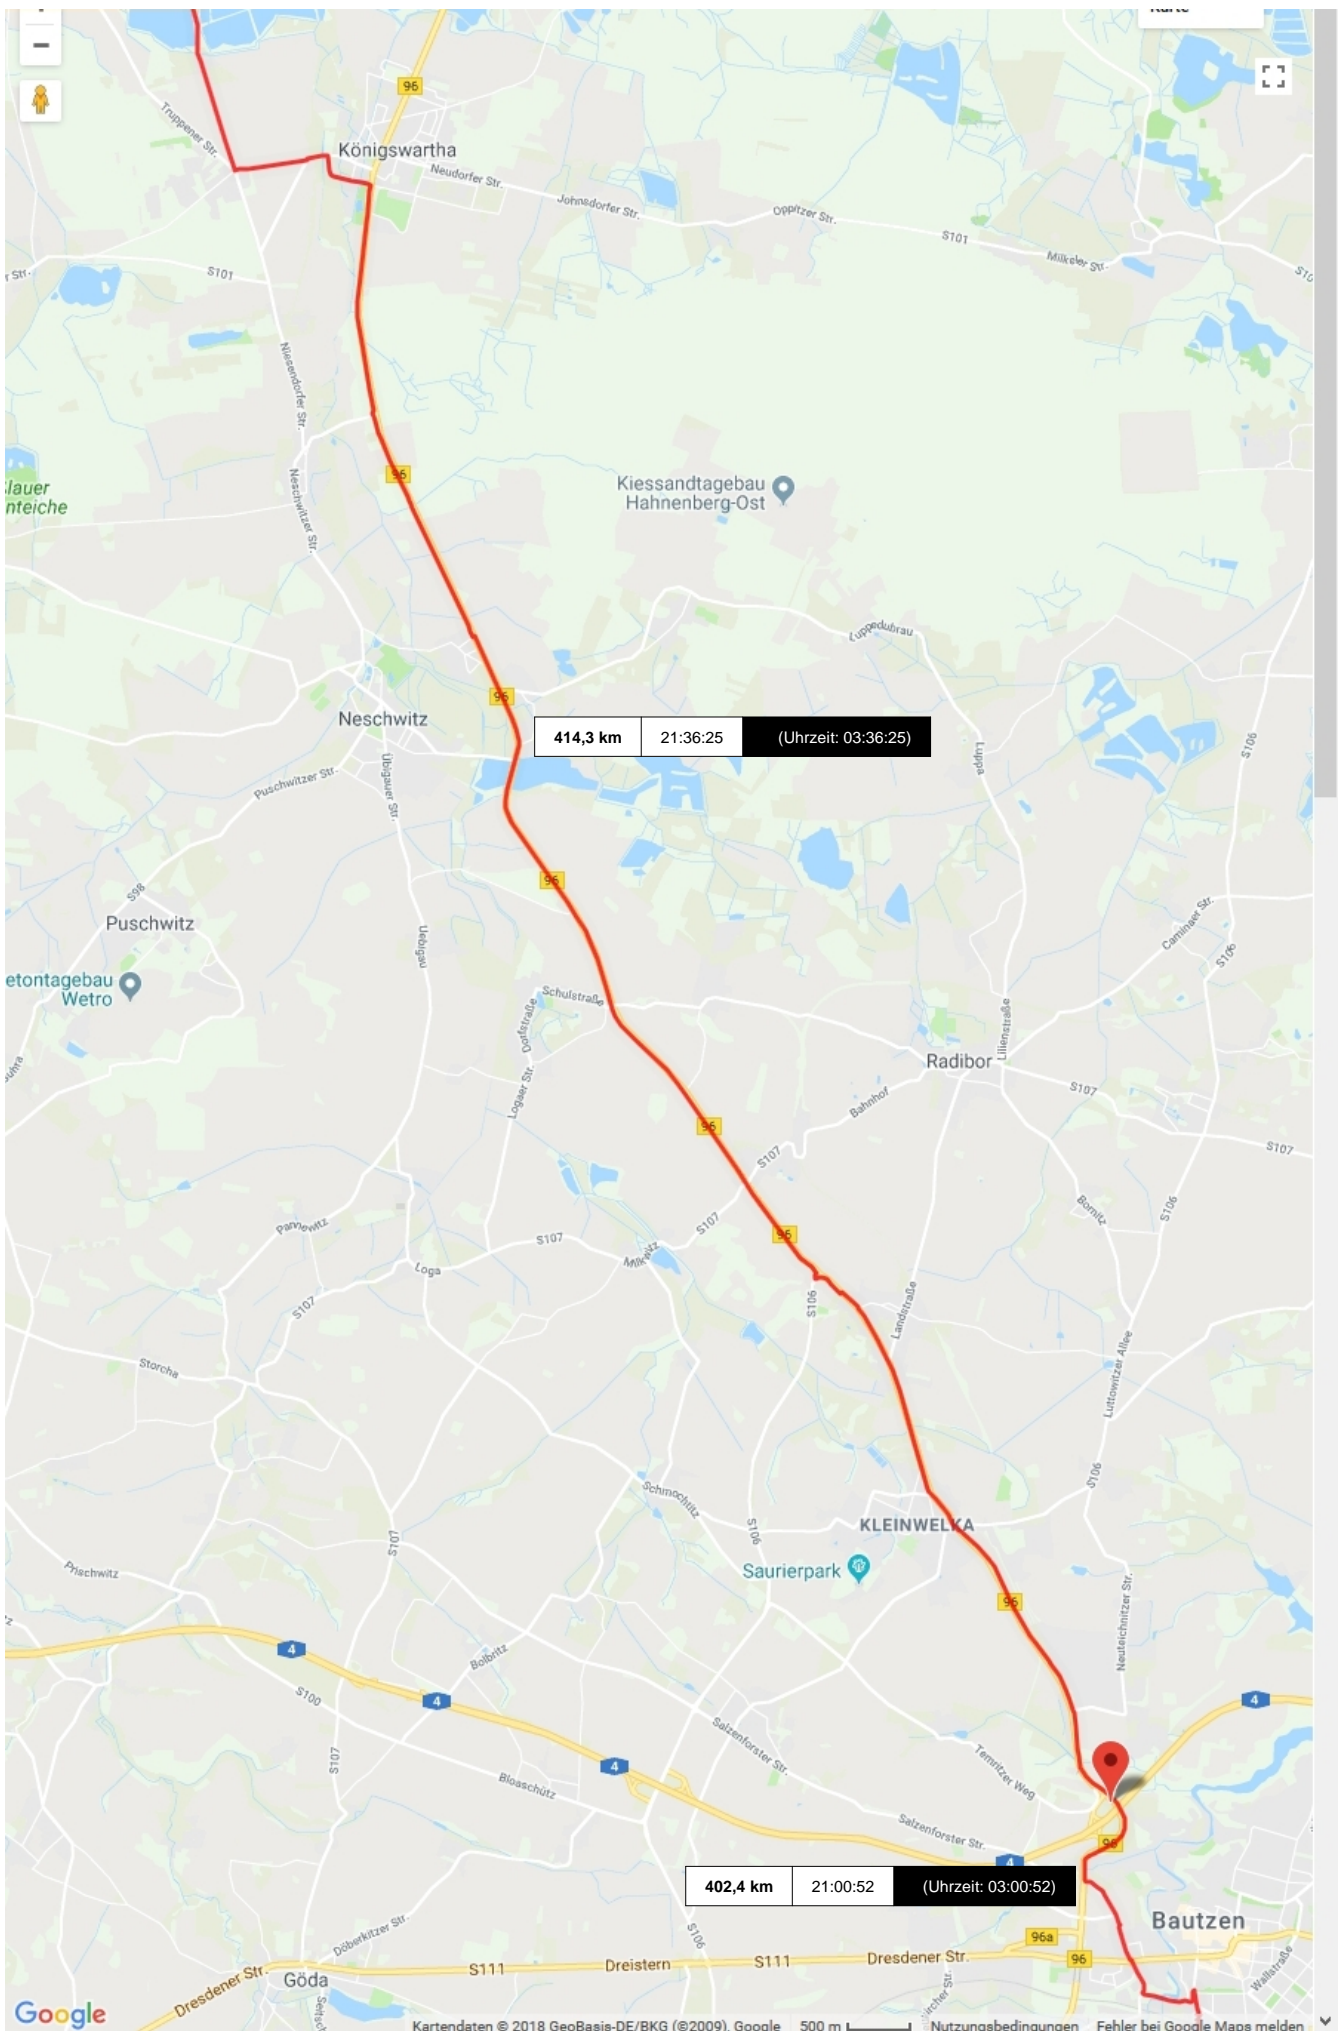 96
Königswartha
Truppener Str.
Neudorfer Str.
Johnsdorfer Str.
Oppitzer Str.
S101
Milkeler Str.
S101
Niesendorfer Str.
Neschwitzer Str.
96
Kiessandtagebau
Hahnenberg-Ost
lauer
nteiche
Luppedubrau
96
Neschwitz
414,3 km 21:36:25 (Uhrzeit: 03:36:25)
S106
Luppa
Puschwitzer Str.
Übigauer Str.
96
S98
Puschwitz
Caminaer Str.
S106
Uebigau
etontagebau
Wetro
Schulstraße
Dorfstraße
Lilienstraße
Radibor
Logaer Str.
Bahnhof
S107
96
S107
S107
Bornitz
S106
Pannewitz
S107
S107
96
Milkwitz
Loga
S107
S106
Landstraße
Storcha
Luttowitzer Allee
S106
Schmochtitz
S106
KLEINWELKA
S107
Saurierpark
Prischwitz
96
Neuteichnitzer Str.
4
Bolbritz
S100
4
4
Salzenforster Str.
S107
4
Temritzer Weg
Bloaschütz
Salzenforster Str.
96
4
402,4 km 21:00:52 (Uhrzeit: 03:00:52)
Bautzen
S106
Döberkitzer Str.
96a
96
Dresdener Str.
S111
Dreistern
S111
Dresdener Str.
Göda
Wallstraße
Google
Kartendaten © 2018 GeoBasis-DE/BKG (©2009), Google 500 m Nutzungsbedingungen Fehler bei Google Maps melden